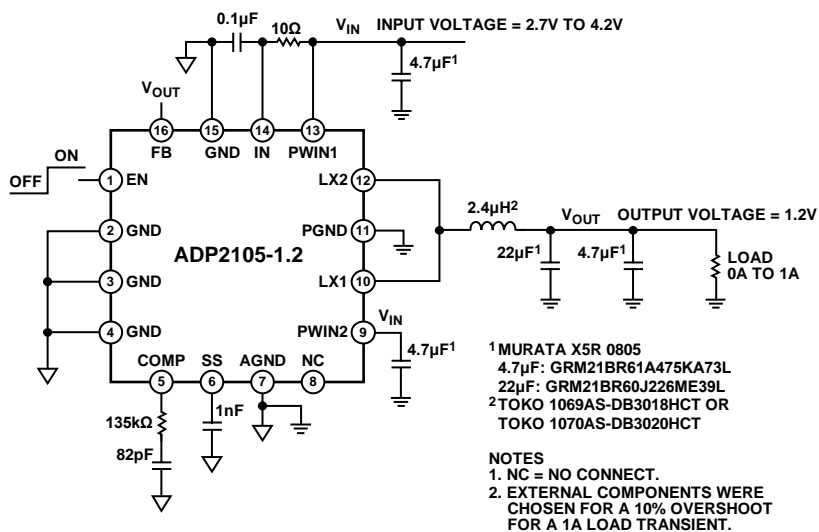 0.1µF
10Ω
VIN
INPUT VOLTAGE = 2.7V TO 4.2V
4.7µF1
VOUT
16
15
14
13
FB
GND
IN
PWIN1
ON
OFF
1
EN
LX2
12
2
GND
PGND
11
2.4µH2
VOUT
OUTPUT VOLTAGE = 1.2V
ADP2105-1.2
22µF1
4.7µF1
LOAD
0A TO 1A
3
GND
LX1
10
4
GND
PWIN2
9
VIN
4.7µF1
COMP
SS
AGND
NC
5
6
7
8
135kΩ
1nF
82pF
1 MURATA X5R 0805
4.7µF: GRM21BR61A475KA73L
22µF: GRM21BR60J226ME39L
2 TOKO 1069AS-DB3018HCT OR
TOKO 1070AS-DB3020HCT
NOTES
1. NC = NO CONNECT.
2. EXTERNAL COMPONENTS WERE
CHOSEN FOR A 10% OVERSHOOT
FOR A 1A LOAD TRANSIENT.